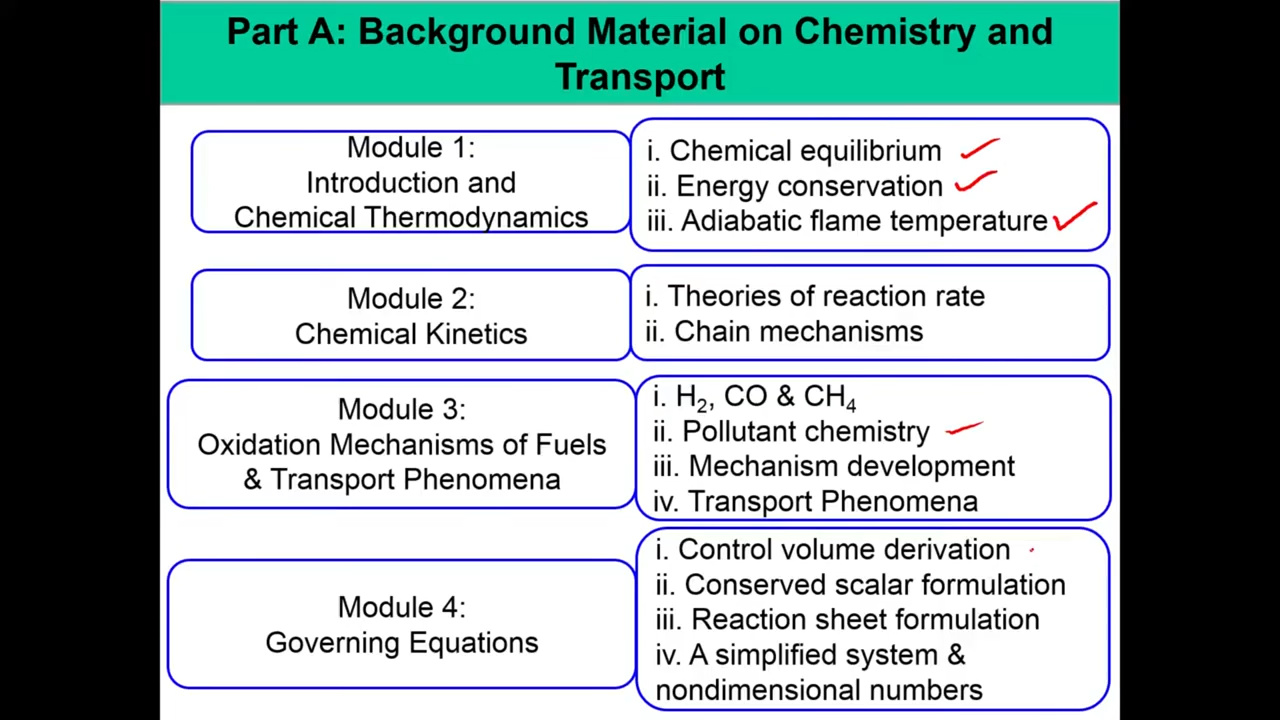 Part A: Background Material on Chemistry and
Transport
Module 1:
Introduction and
Chemical Thermodynamics
i. Chemical equilibrium
ii. Energy conservation
iii. Adiabatic flame temperature
Module 2:
Chemical Kinetics
i. Theories of reaction rate
ii. Chain mechanisms
Module 3:
Oxidation Mechanisms of Fuels
& Transport Phenomena
i. H₂, CO & CH₄
ii. Pollutant chemistry
iii. Mechanism development
iv. Transport Phenomena
Module 4:
Governing Equations
i. Control volume derivation
ii. Conserved scalar formulation
iii. Reaction sheet formulation
iv. A simplified system &
nondimensional numbers